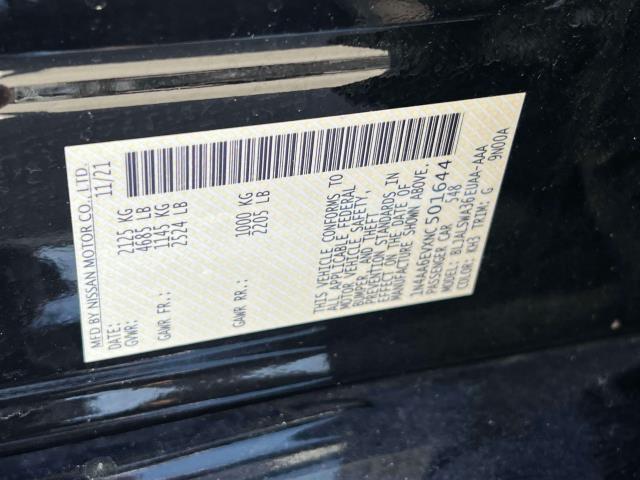 MFD BY NISSAN MOTOR CO., LTD.
DATE: 11/21
GVWR: 2125 KG
4685 LB
GAWR FR.: 1145 KG
2524 LB
GAWR RR.: 1000 KG
2205 LB
THIS VEHICLE CONFORMS TO
ALL APPLICABLE FEDERAL
MOTOR VEHICLE SAFETY,
BUMPER, AND THEFT
PREVENTION STANDARDS IN
EFFECT ON THE DATE OF
MANUFACTURE SHOWN ABOVE.
1N4AA6EVXNC501644
PASSENGER CAR 548
MODEL: BLJALSWA36EUAA-AAA
COLOR: KH3 TRIM: G 9N00A